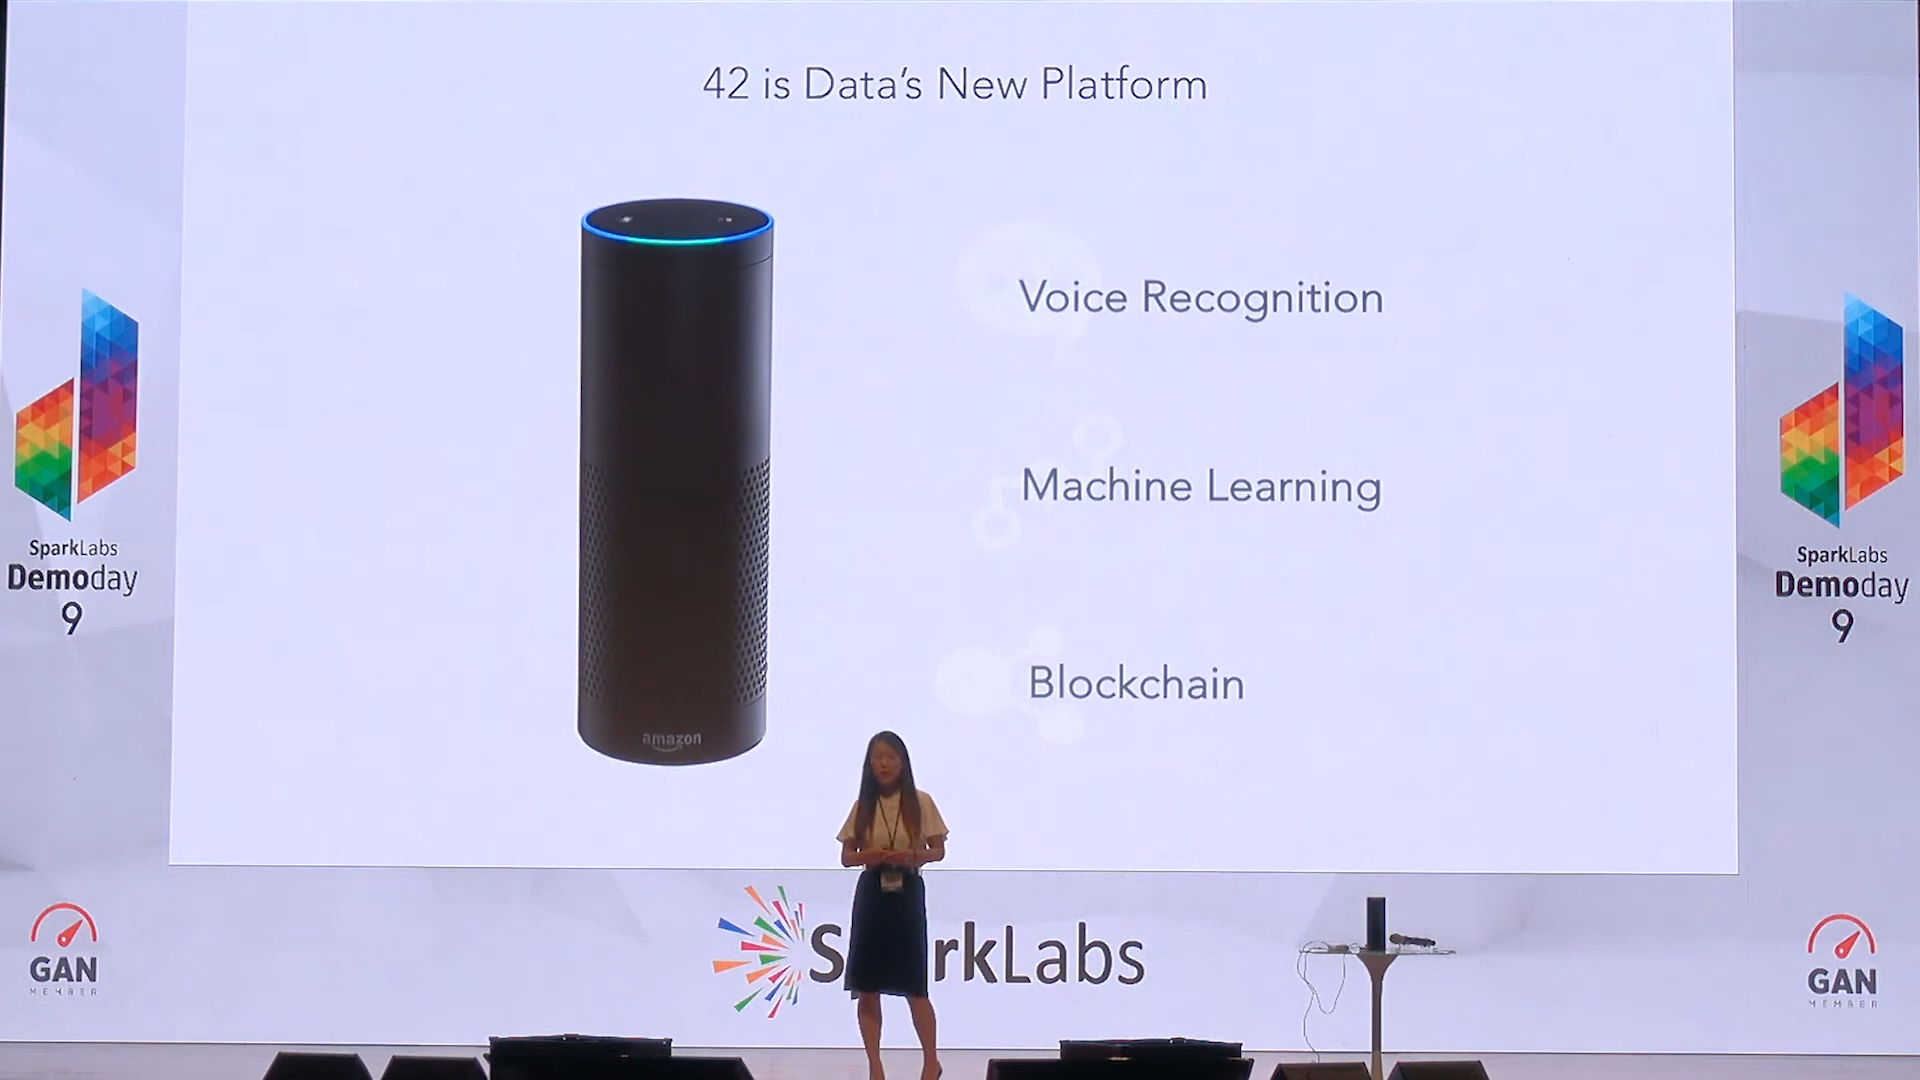 42 is Data's New Platform
Voice Recognition
Machine Learning
Blockchain
amazon
SparkLabs
Demoday
9
SparkLabs
Demoday
9
GAN
MEMBER
SparkLabs
GAN
MEMBER